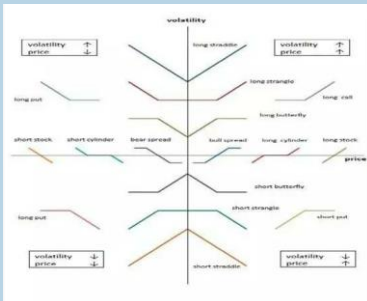 volatility
long straddle
volatility ↑
price ↓
volatility ↑
price ↑
long strangle
long put
long call
long butterfly
short stock
short cylinder
bear spread
bull spread
long cylinder
long stock
price
short butterfly
short strangle
long put
short put
volatility ↓
price ↓
volatility ↓
price ↑
short straddle